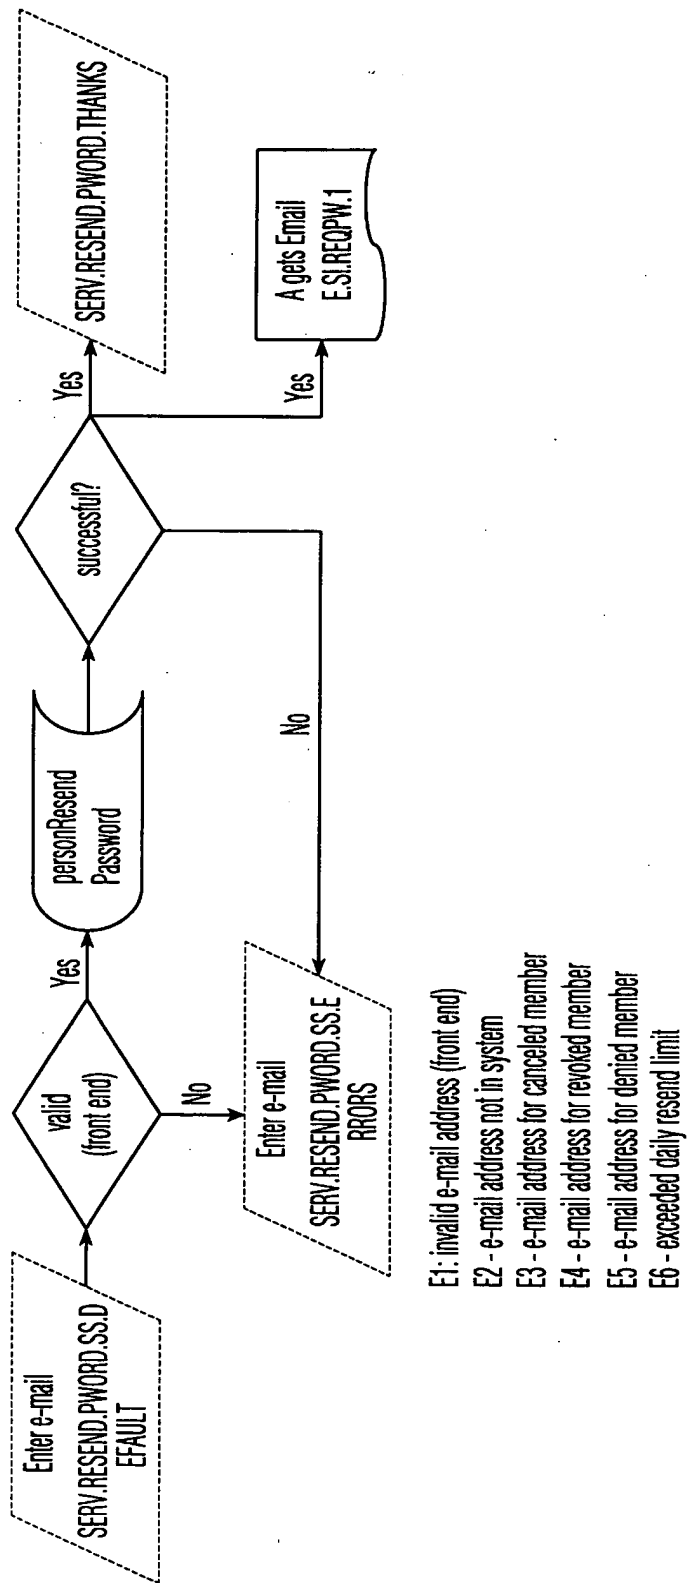 Enter e-mail
SERV.RESEND.PWORD.SS.D
EFAULT
valid
(front end)
Yes
No
personResend
Password
successful?
Yes
SERV.RESEND.PWORD.THANKS
Yes
A gets Email
E.SI.REQPW.1
No
Enter e-mail
SERV.RESEND.PWORD.SS.E
RRORS
E1: invalid e-mail address (front end)
E2 - e-mail address not in system
E3 - e-mail address for canceled member
E4 - e-mail address for revoked member
E5 - e-mail address for denied member
E6 - exceeded daily resend limit